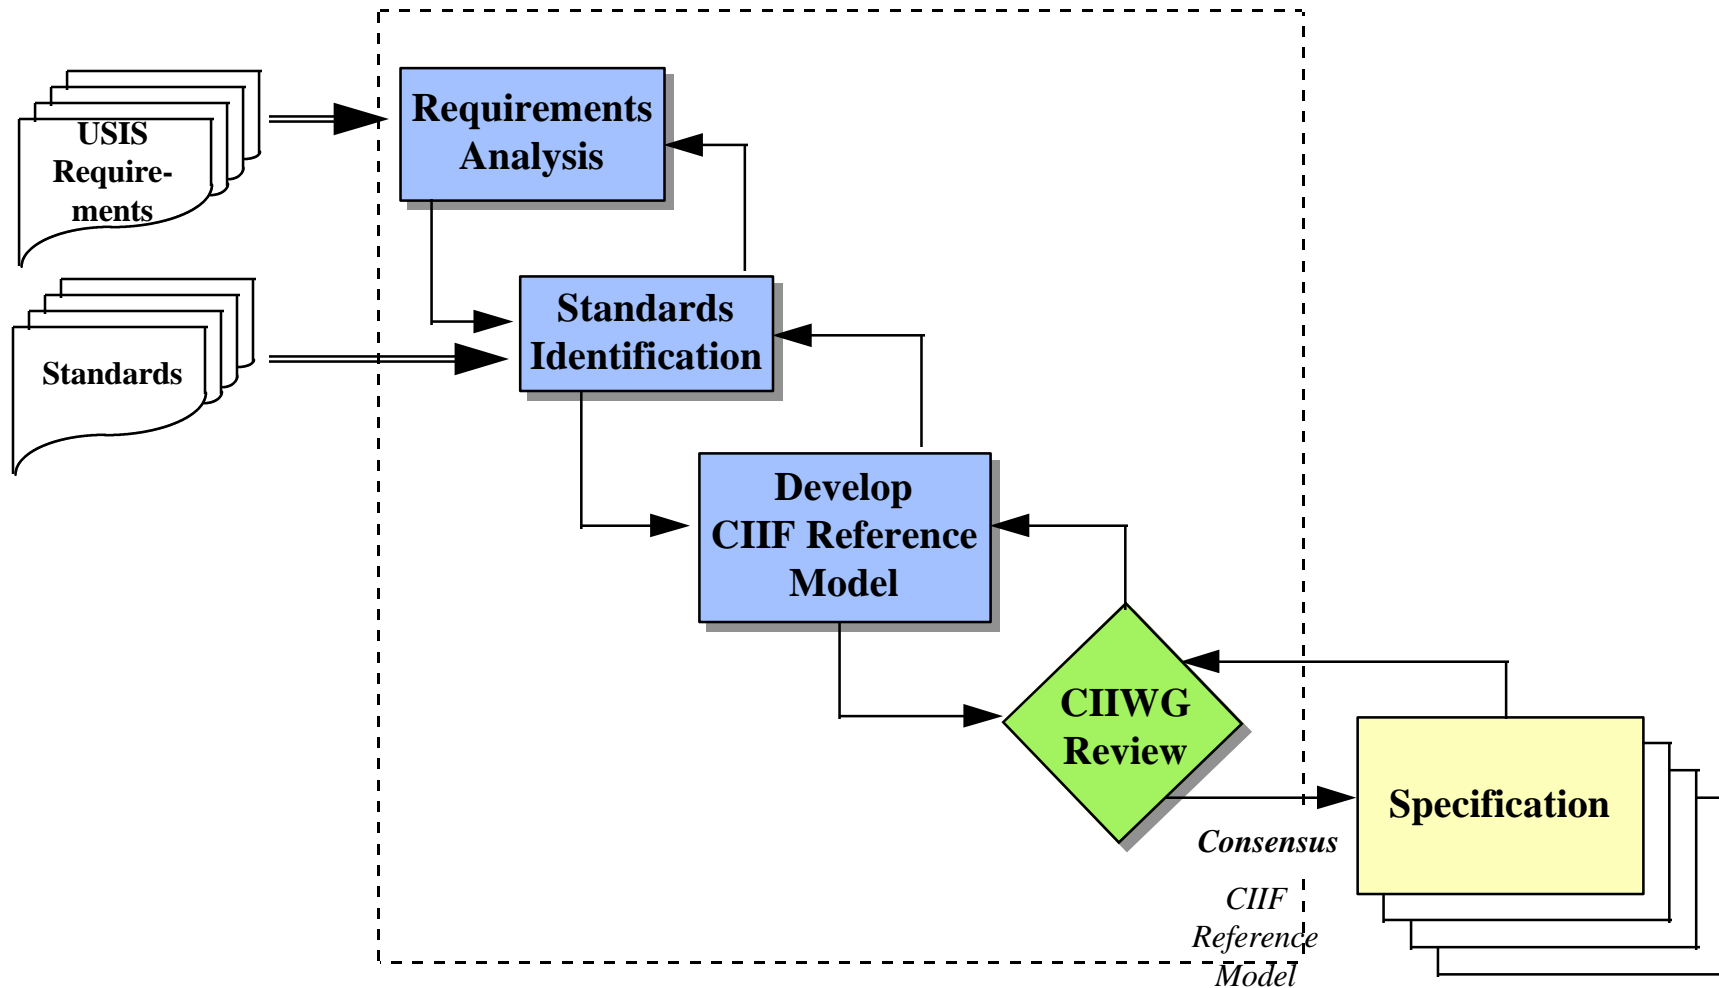 USIS
Require-
ments
Requirements
Analysis
Standards
Standards
Identification
Develop
CIIF Reference
Model
CIIWG
Review
Specification
Consensus
CIIF
Reference
Model